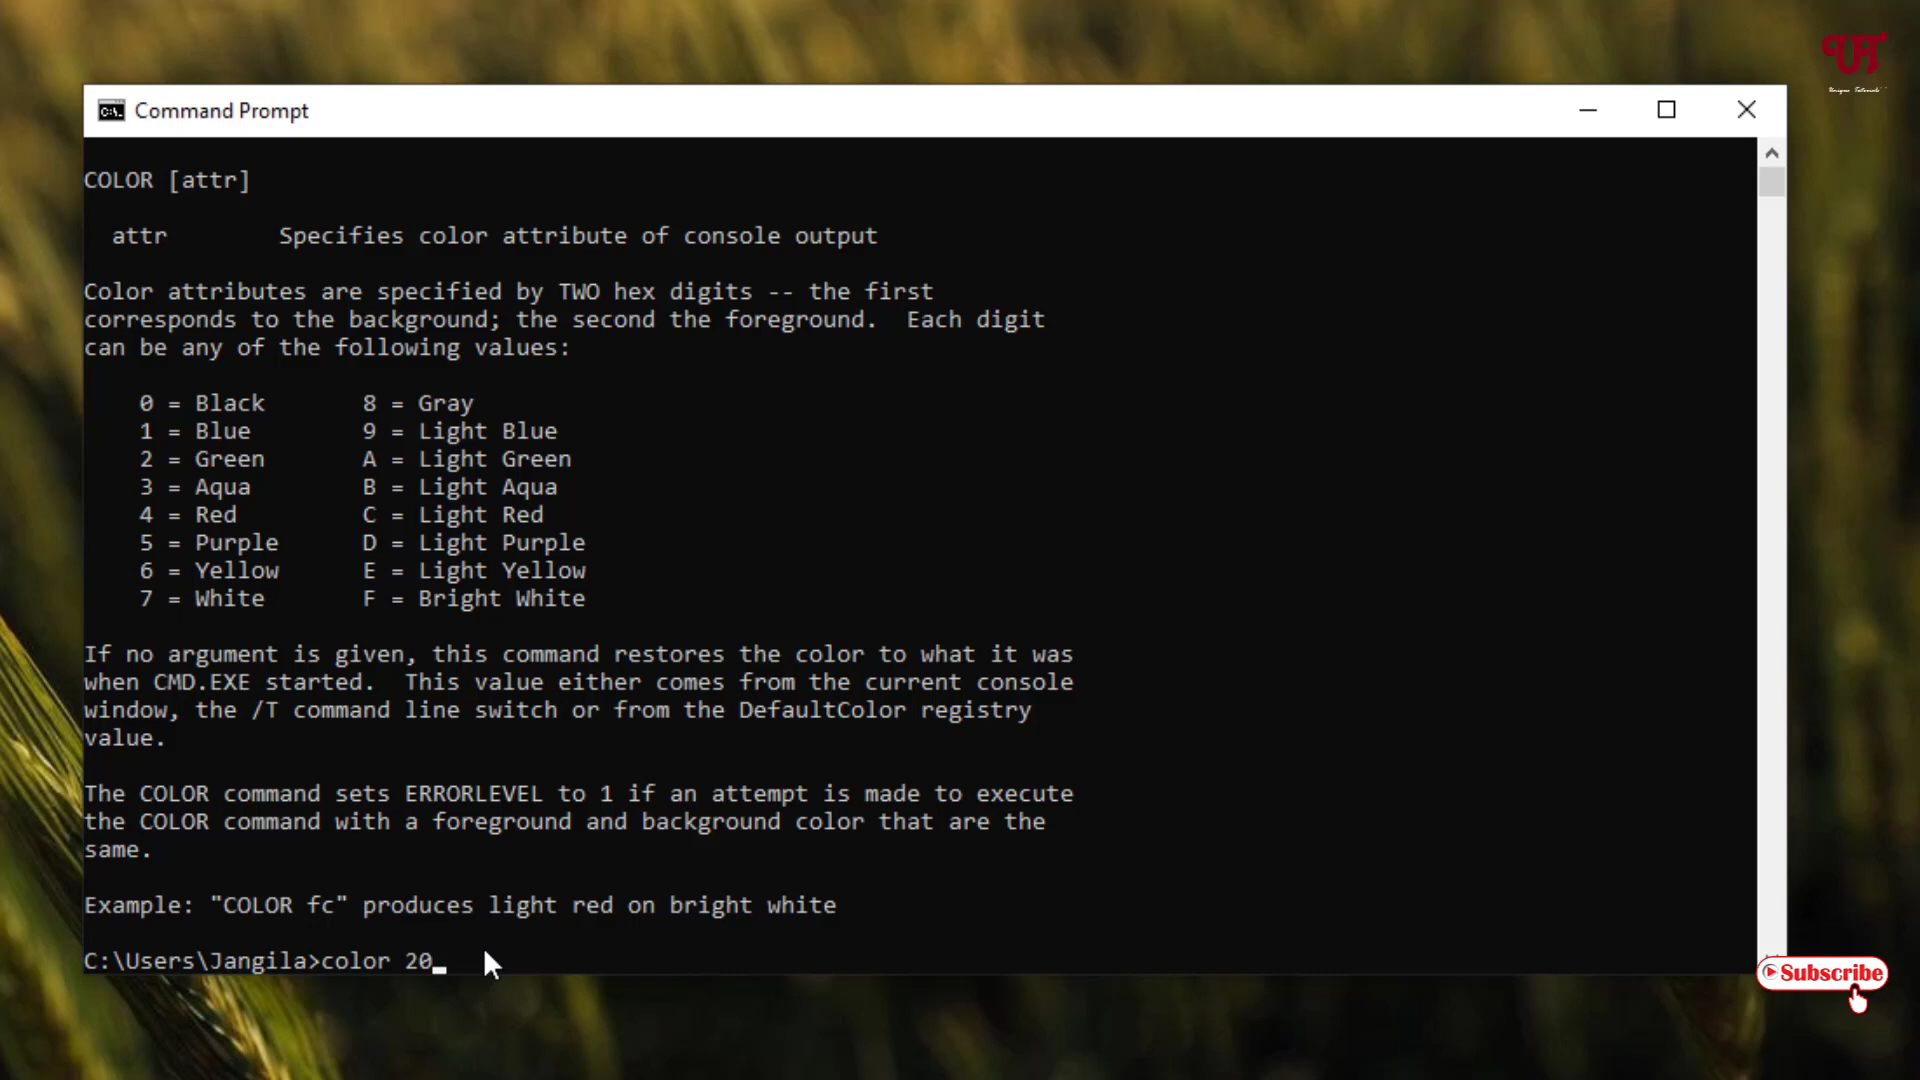 UT
Unique Tutorials
Command Prompt
COLOR [attr]
attr Specifies color attribute of console output
Color attributes are specified by TWO hex digits -- the first
corresponds to the background; the second the foreground. Each digit
can be any of the following values:
0 = Black 8 = Gray
1 = Blue 9 = Light Blue
2 = Green A = Light Green
3 = Aqua B = Light Aqua
4 = Red C = Light Red
5 = Purple D = Light Purple
6 = Yellow E = Light Yellow
7 = White F = Bright White
If no argument is given, this command restores the color to what it was
when CMD.EXE started. This value either comes from the current console
window, the /T command line switch or from the DefaultColor registry
value.
The COLOR command sets ERRORLEVEL to 1 if an attempt is made to execute
the COLOR command with a foreground and background color that are the
same.
Example: "COLOR fc" produces light red on bright white
C:\Users\Jangila>color 20_
Subscribe